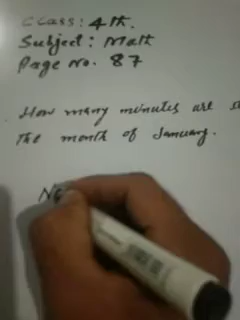 Class: 4th.
Subject: Math
Page No. 87
How many minutes are
the month of January.